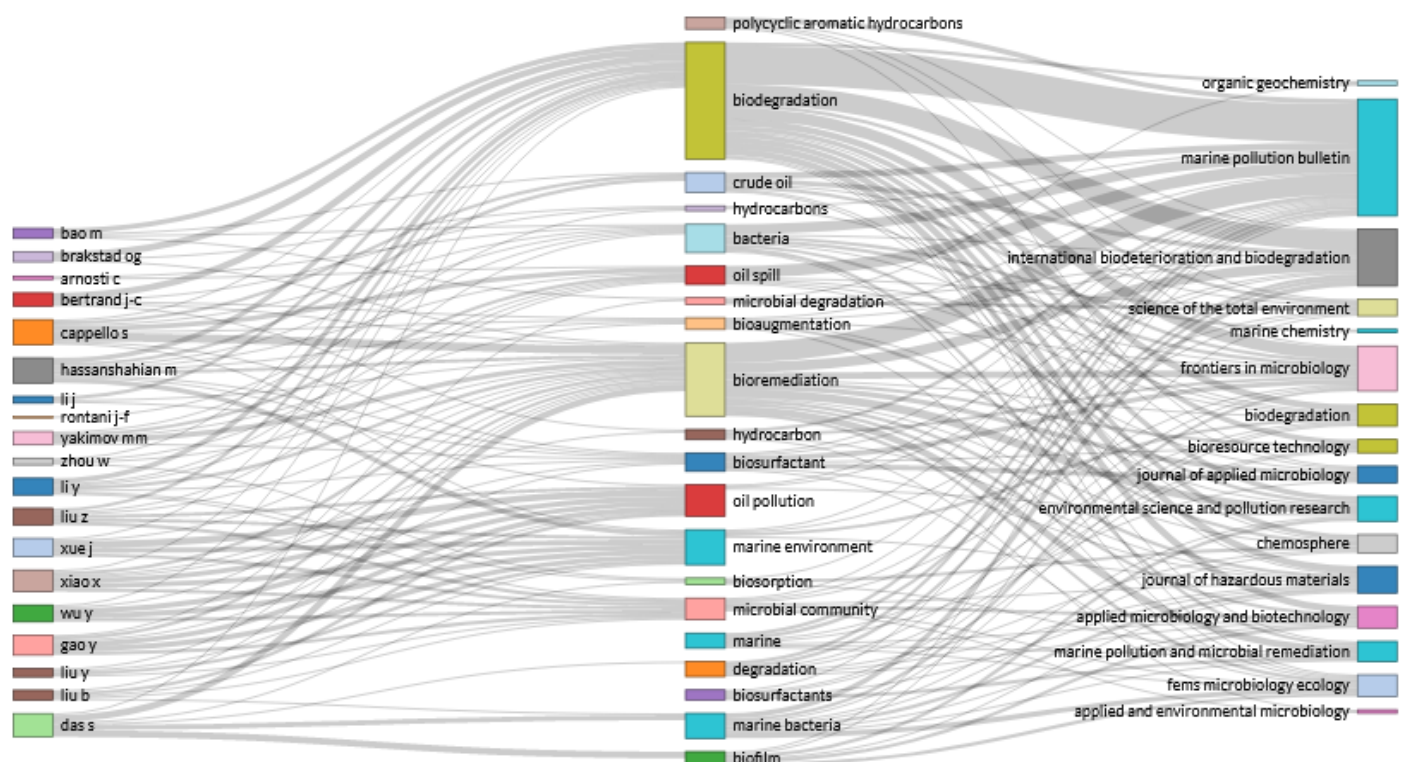 bao m
brakstad og
arnosti c
bertrand j-c
cappello s
hassanshahian m
li j
rontani j-f
yakimov mm
zhou w
li y
liu z
xue j
xiao x
wu y
gao y
liu y
liu b
das s
polycyclic aromatic hydrocarbons
biodegradation
crude oil
hydrocarbons
bacteria
oil spill
microbial degradation
bioaugmentation
bioremediation
hydrocarbon
biosurfactant
oil pollution
marine environment
biosorption
microbial community
marine
degradation
biosurfactants
marine bacteria
biofilm
organic geochemistry
marine pollution bulletin
international biodeterioration and biodegradation
science of the total environment
marine chemistry
frontiers in microbiology
biodegradation
bioresource technology
journal of applied microbiology
environmental science and pollution research
chemosphere
journal of hazardous materials
applied microbiology and biotechnology
marine pollution and microbial remediation
fems microbiology ecology
applied and environmental microbiology